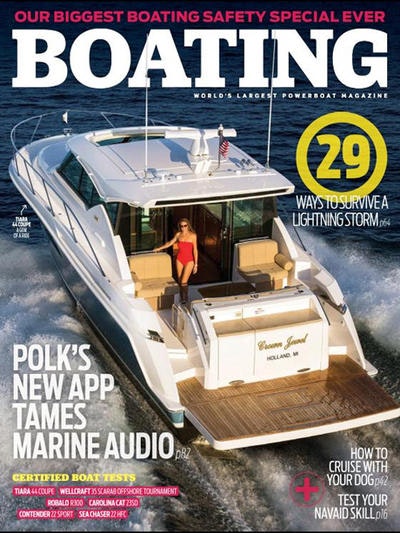 OUR BIGGEST BOATING SAFETY SPECIAL EVER
BOATING
WORLD'S LARGEST POWERBOAT MAGAZINE
29
WAYS TO SURVIVE A
LIGHTNING STORM p64
TIARA
44 COUPE
A GEM
OF A RIDE
Crown Jewel
HOLLAND, MI
POLK'S
NEW APP
TAMES
MARINE AUDIO p82
CERTIFIED BOAT TESTS
TIARA 44 COUPE WELLCRAFT 35 SCARAB OFFSHORE TOURNAMENT
ROBALO R300 CAROLINA CAT 23SD
CONTENDER 22 SPORT SEA CHASER 22 HFC
HOW TO
CRUISE WITH
YOUR DOG p42
TEST YOUR
NAVAID SKILL p16